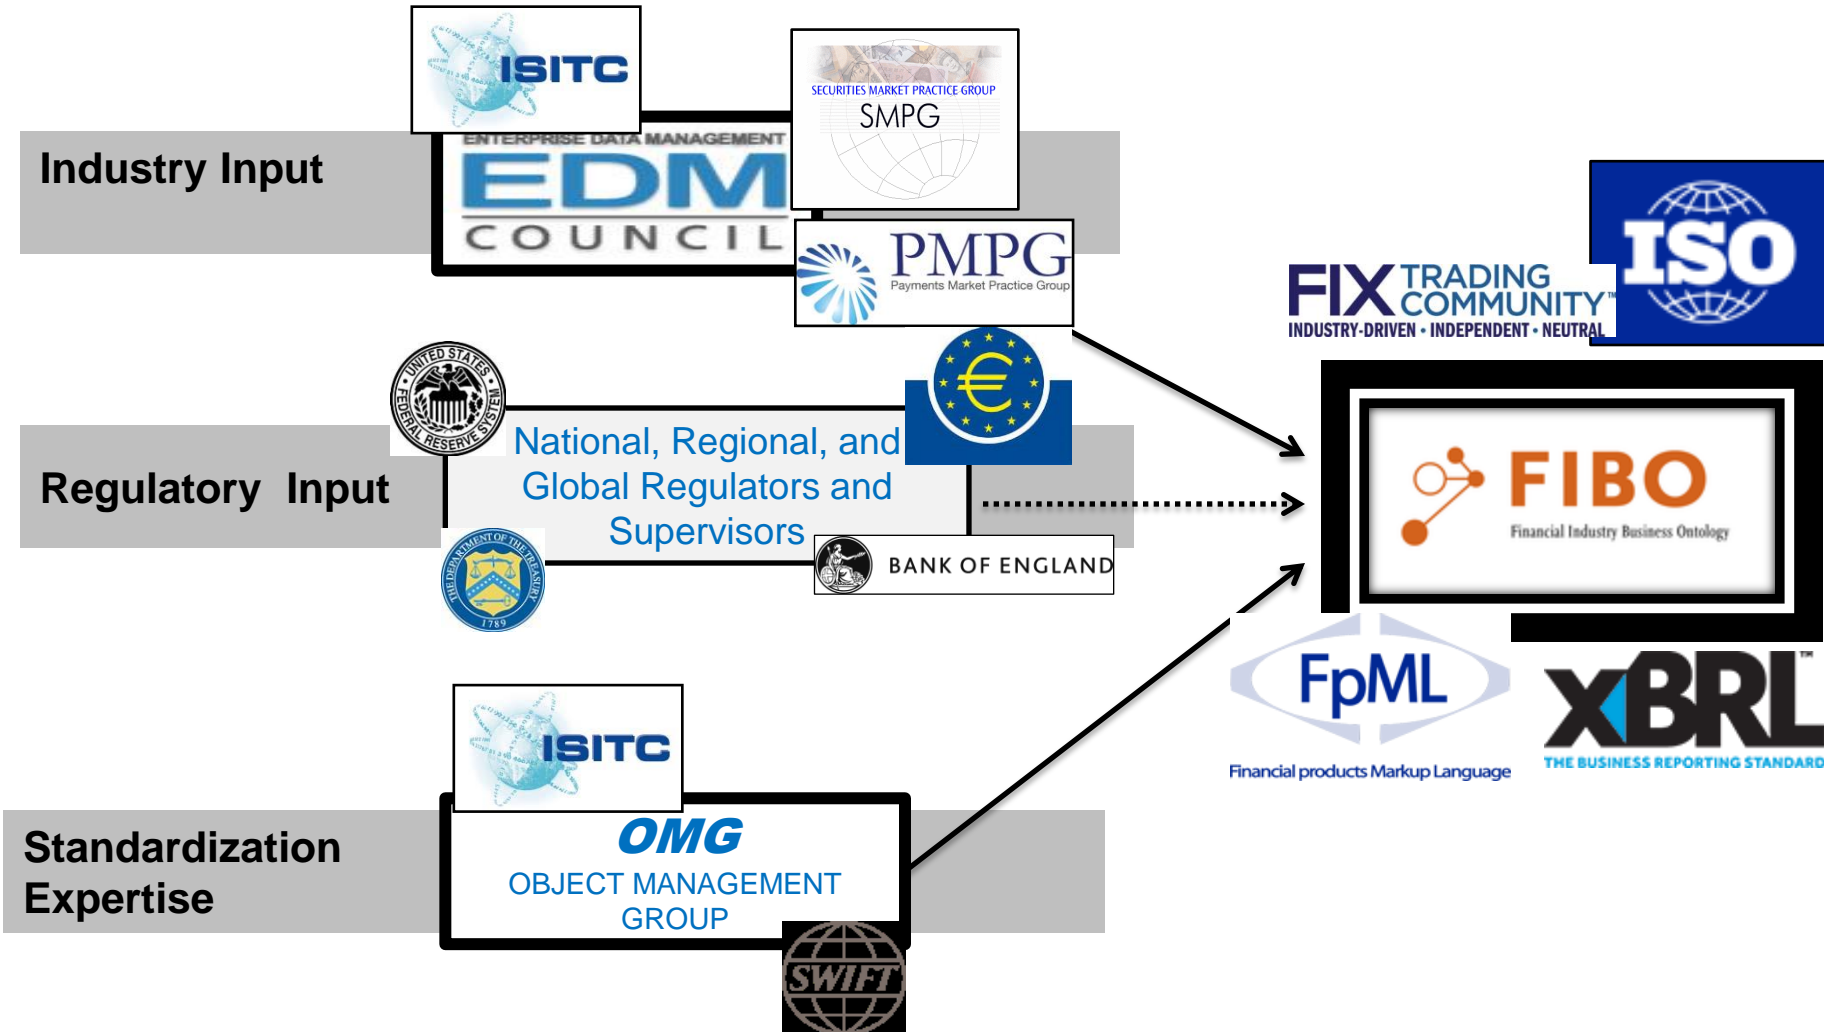 ISITC
SECURITIES MARKET PRACTICE GROUP
SMPG
Industry Input
ENTERPRISE DATA MANAGEMENT
EDM
COUNCIL
PMPG
Payments Market Practice Group
ISO
FIX TRADING
COMMUNITY™
INDUSTRY-DRIVEN • INDEPENDENT • NEUTRAL
UNITED STATES
FEDERAL RESERVE SYSTEM
€
Regulatory Input
National, Regional, and
Global Regulators and
Supervisors
FIBO
Financial Industry Business Ontology
THE DEPARTMENT OF THE TREASURY
1789
BANK OF ENGLAND
FpML
Financial products Markup Language
XBRL™
THE BUSINESS REPORTING STANDARD
ISITC
Standardization
Expertise
OMG
OBJECT MANAGEMENT
GROUP
SWIFT